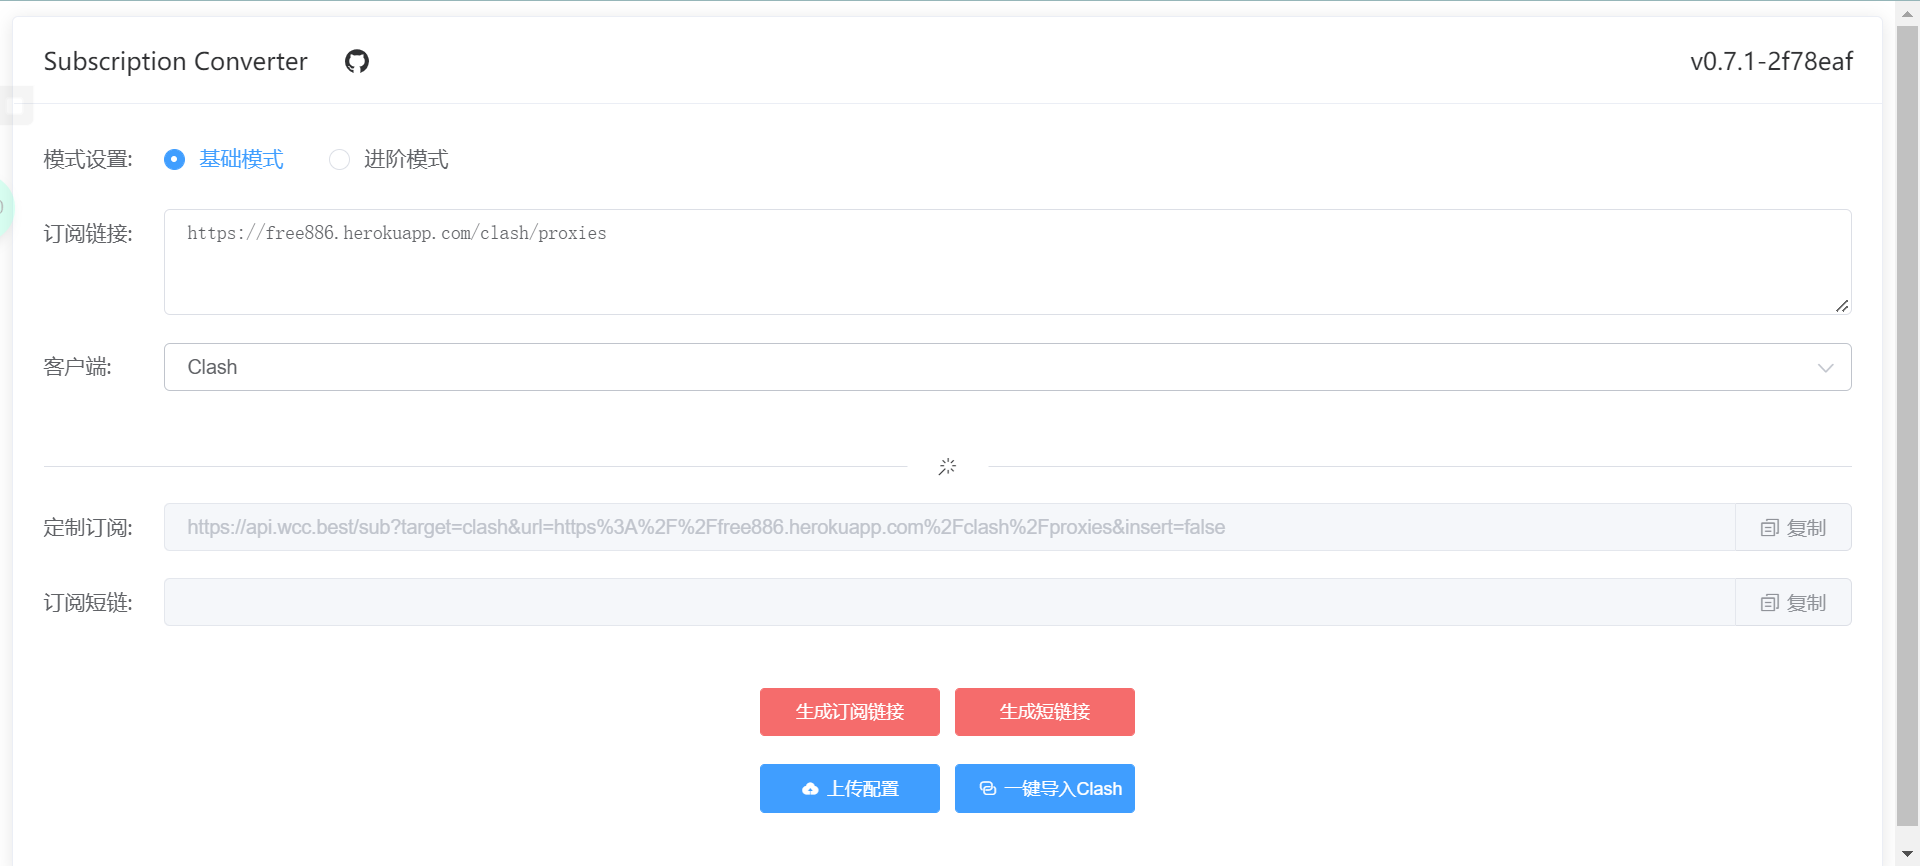 Subscription Converter
v0.7.1-2f78eaf
模式设置: 基础模式 进阶模式
订阅链接: https://free886.herokuapp.com/clash/proxies
客户端: Clash
定制订阅: https://api.wcc.best/sub?target=clash&url=https%3A%2F%2Ffree886.herokuapp.com%2Fclash%2Fproxies&insert=false 复制
订阅短链: 复制
生成订阅链接 生成短链接
上传配置 一键导入Clash